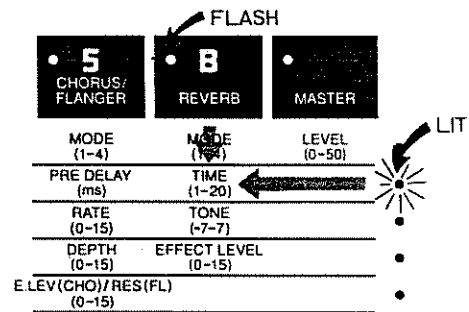 FLASH
5 8
CHORUS/
FLANGER REVERB MASTER
LIT
MODE MODE LEVEL
(1-4) (1-4) (0-50)
PRE DELAY TIME
(ms) (1-20)
RATE TONE
(0-15) (-7-7)
DEPTH EFFECT LEVEL
(0-15) (0-15)
E.LEV(CHO)/RES(FL)
(0-15)